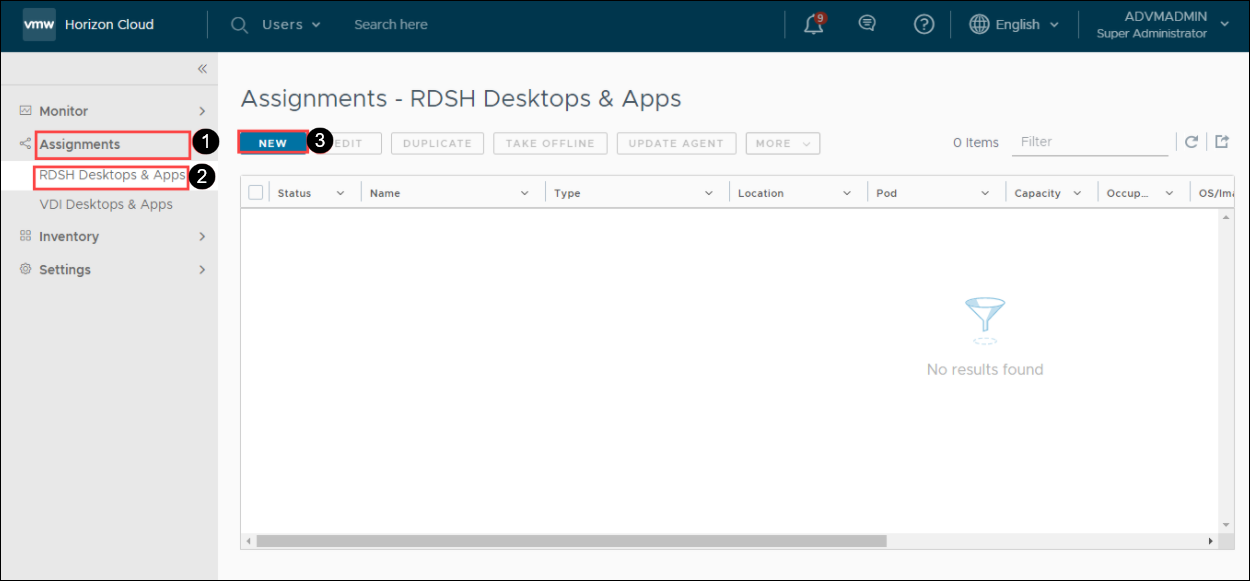 vmw Horizon Cloud Users Search here 9 English ADVMADMIN
Super Administrator
«
Monitor
Assignments 1
RDSH Desktops & Apps 2
VDI Desktops & Apps
Inventory
Settings
Assignments - RDSH Desktops & Apps
NEW 3 EDIT DUPLICATE TAKE OFFLINE UPDATE AGENT MORE 0 Items Filter
Status Name Type Location Pod Capacity Occup... OS/Ima
No results found